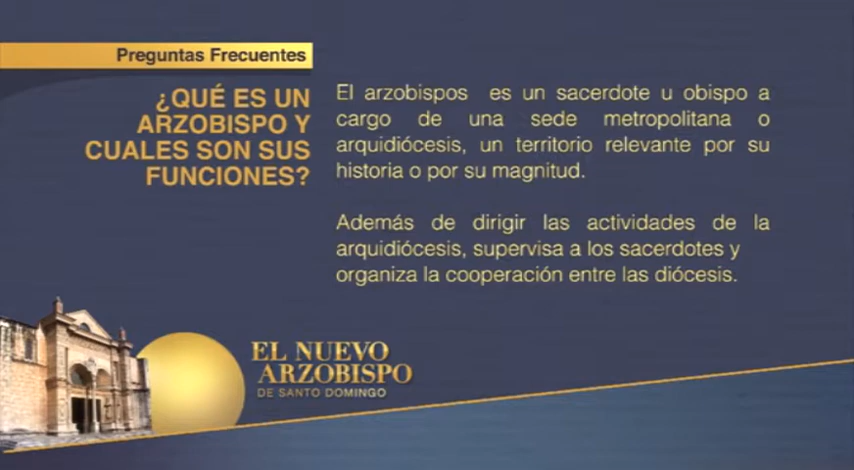 Preguntas Frecuentes
¿QUÉ ES UN
ARZOBISPO Y
CUALES SON SUS
FUNCIONES?
El arzobispos es un sacerdote u obispo a
cargo de una sede metropolitana o
arquidiócesis, un territorio relevante por su
historia o por su magnitud.
Además de dirigir las actividades de la
arquidiócesis, supervisa a los sacerdotes y
organiza la cooperación entre las diócesis.
EL NUEVO
ARZOBISPO
DE SANTO DOMINGO